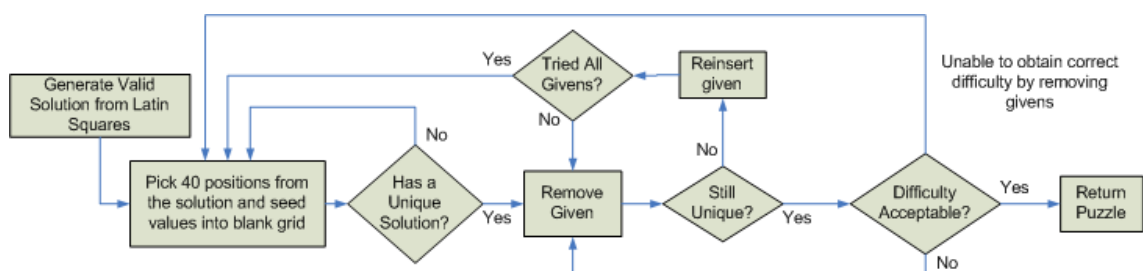 Generate Valid
Solution from Latin
Squares
Yes
Tried All
Givens?
Reinsert
given
Unable to obtain correct
difficulty by removing
givens
No
No
No
Pick 40 positions from
the solution and seed
values into blank grid
Has a
Unique
Solution?
Yes
Remove
Given
Still
Unique?
Yes
Difficulty
Acceptable?
Yes
Return
Puzzle
No